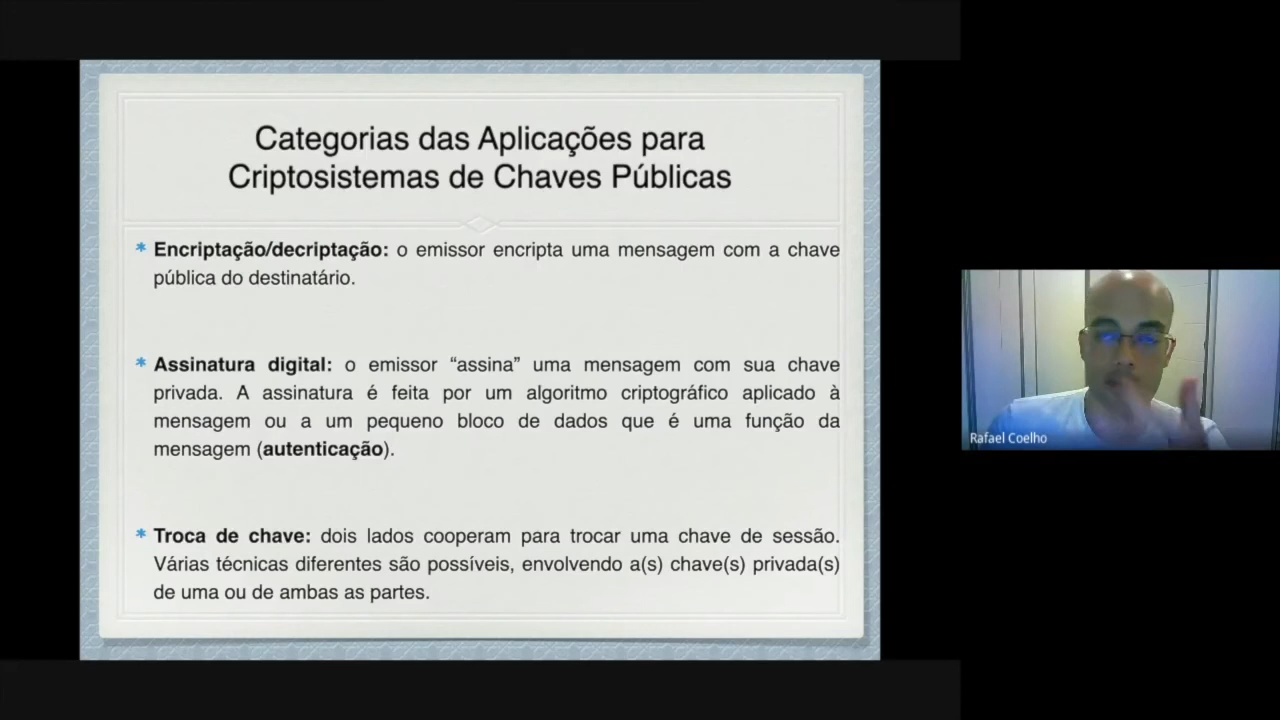 Categorias das Aplicações para
Criptosistemas de Chaves Públicas
* Encriptação/decriptação: o emissor encripta uma mensagem com a chave
pública do destinatário.
* Assinatura digital: o emissor “assina” uma mensagem com sua chave
privada. A assinatura é feita por um algoritmo criptográfico aplicado à
mensagem ou a um pequeno bloco de dados que é uma função da
mensagem (autenticação).
* Troca de chave: dois lados cooperam para trocar uma chave de sessão.
Várias técnicas diferentes são possíveis, envolvendo a(s) chave(s) privada(s)
de uma ou de ambas as partes.
Rafael Coelho